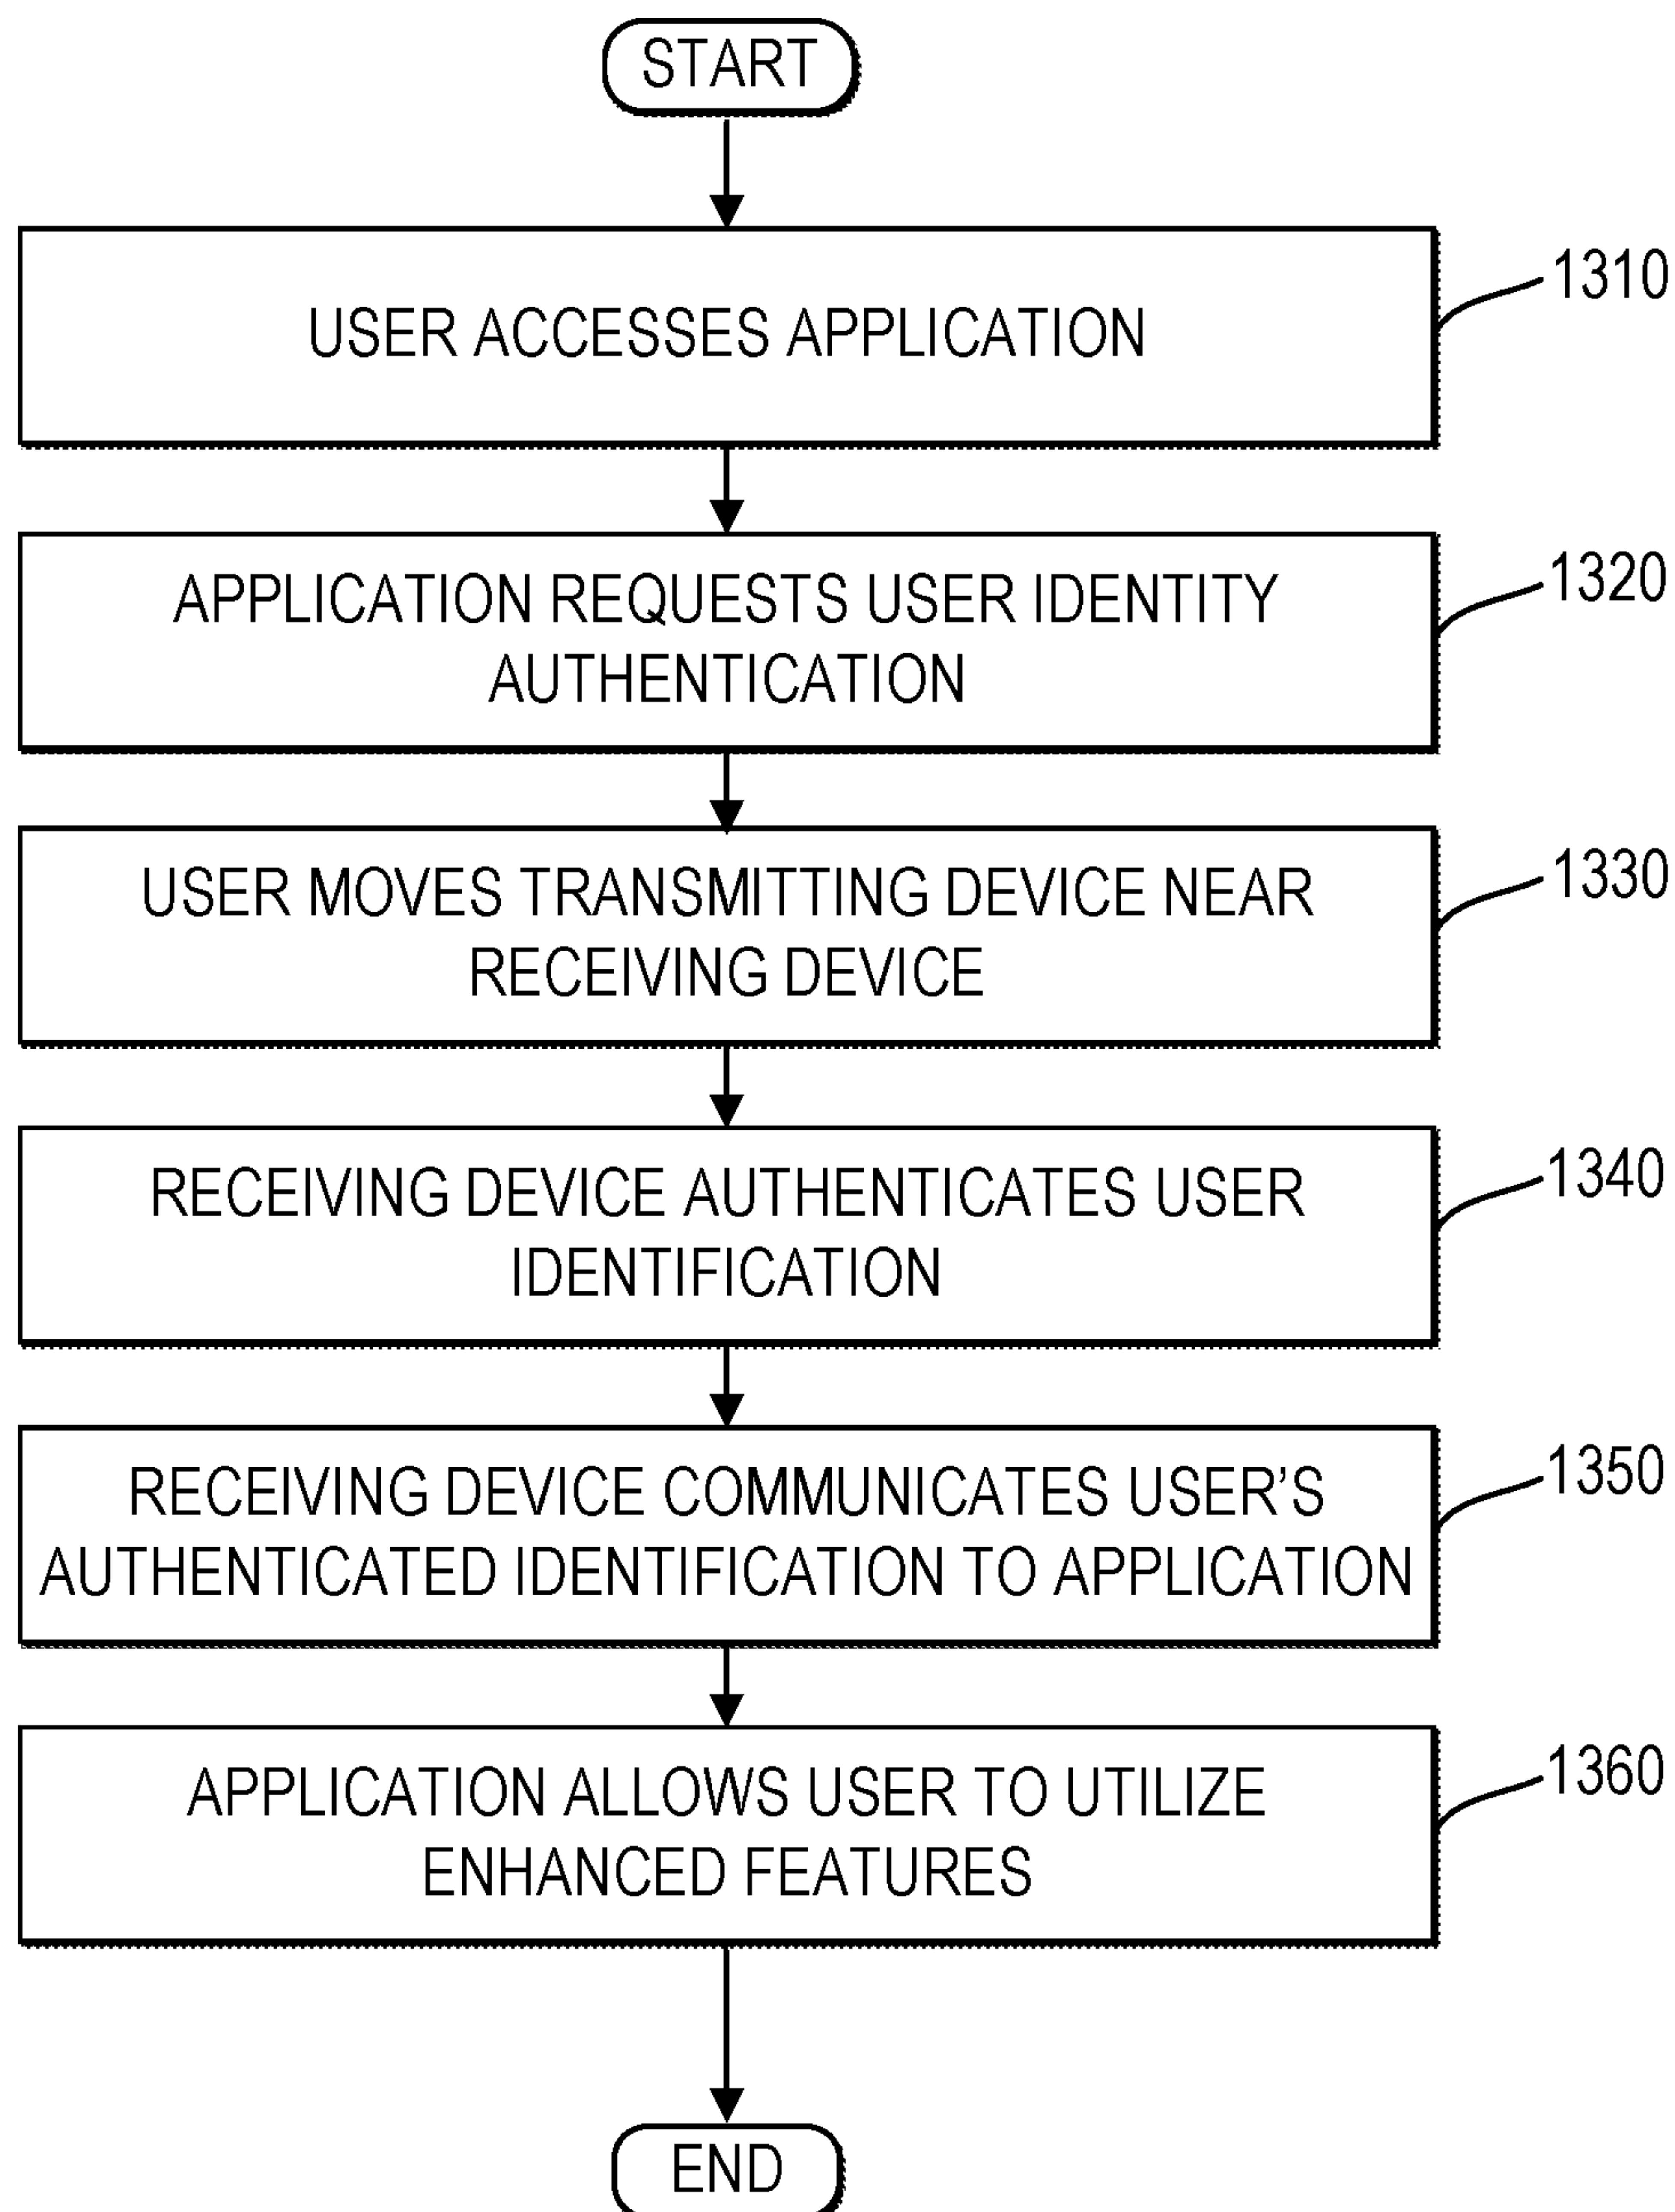 START
USER ACCESSES APPLICATION
1310
APPLICATION REQUESTS USER IDENTITY
AUTHENTICATION
1320
USER MOVES TRANSMITTING DEVICE NEAR
RECEIVING DEVICE
1330
RECEIVING DEVICE AUTHENTICATES USER
IDENTIFICATION
1340
RECEIVING DEVICE COMMUNICATES USER’S
AUTHENTICATED IDENTIFICATION TO APPLICATION
1350
APPLICATION ALLOWS USER TO UTILIZE
ENHANCED FEATURES
1360
END